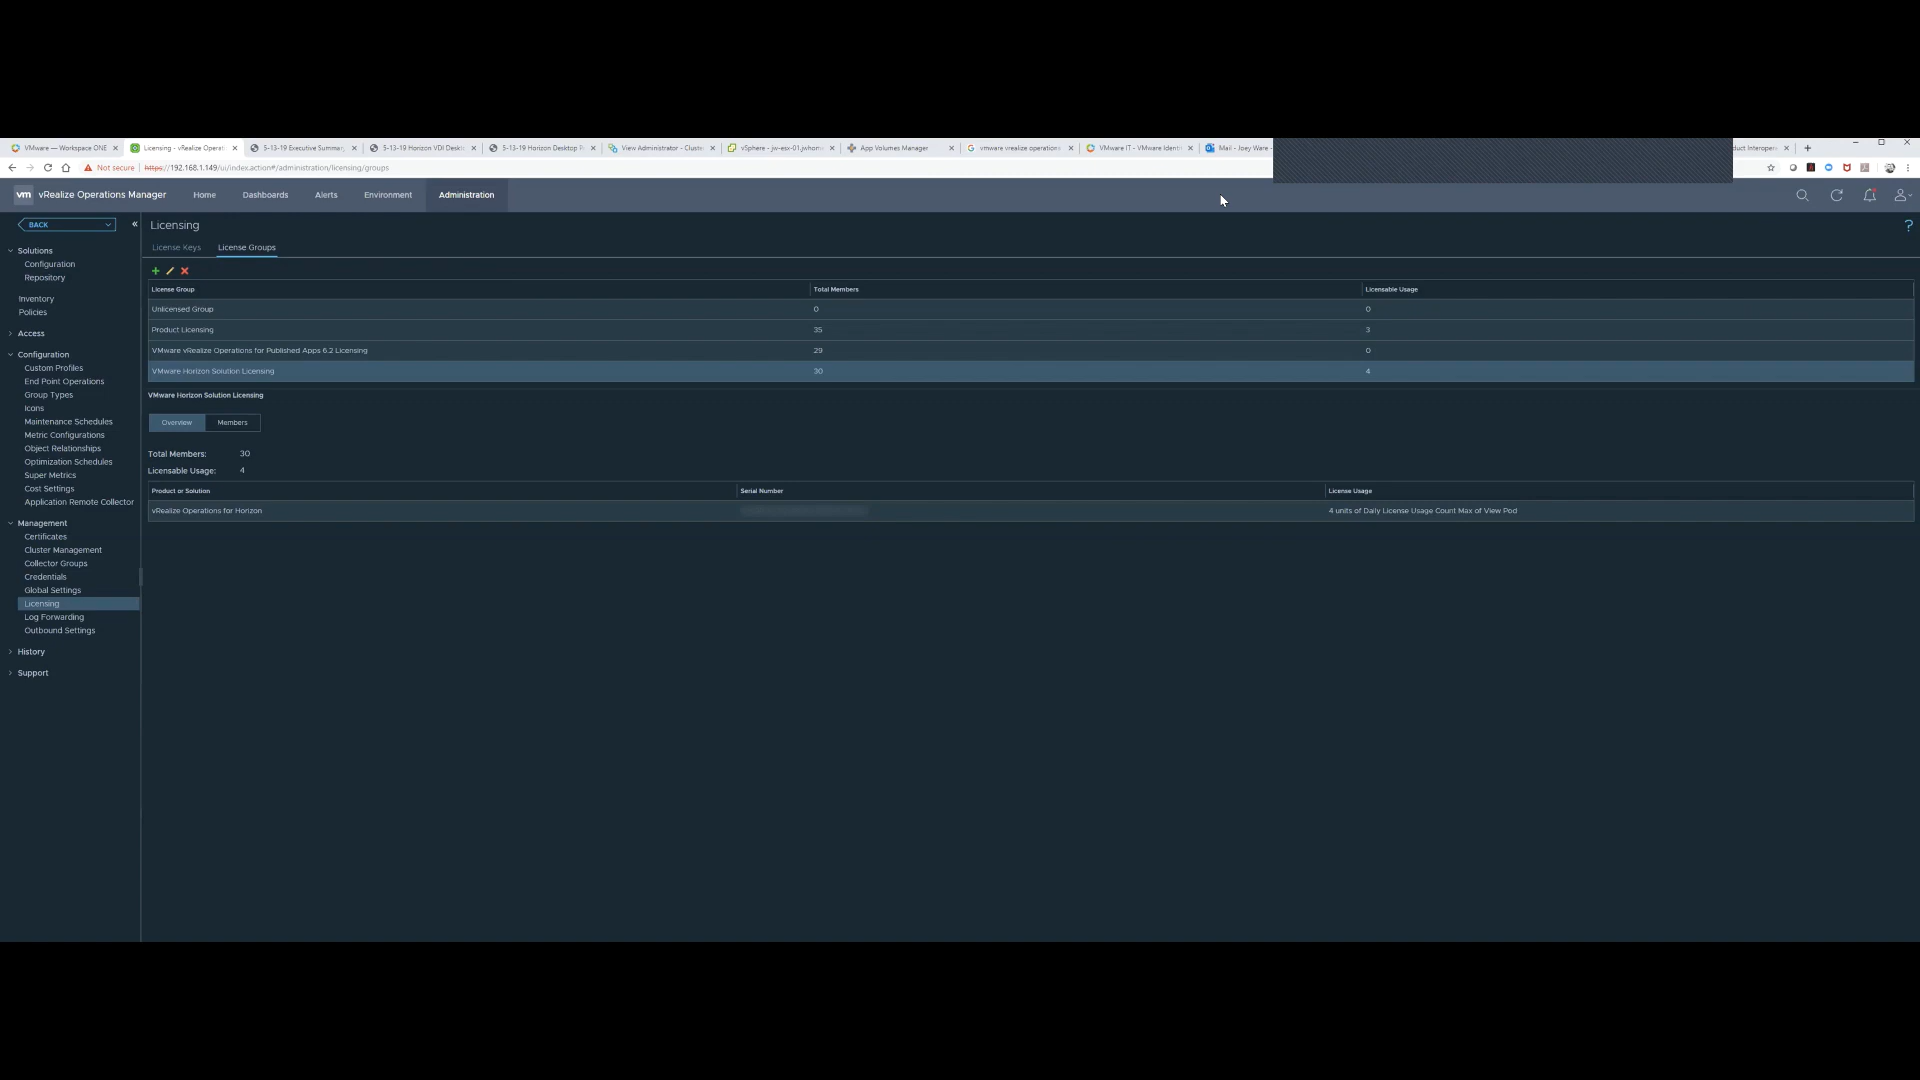 VMware — Workspace ONE
Licensing - vRealize Operati
5-13-19 Executive Summar
5-13-19 Horizon VDI Deskt
5-13-19 Horizon Desktop P
View Administrator - Cluste
vSphere - jw-esx-01.jwhom
App Volumes Manager
vmware vrealize operations
VMware IT - VMware Identi
Mail - Joey Ware -
duct Interopera
Not secure https://192.168.1.149/ui/index.action#/administration/licensing/groups
vm vRealize Operations Manager Home Dashboards Alerts Environment Administration
BACK
Solutions
Configuration
Repository
Inventory
Policies
Access
Configuration
Custom Profiles
End Point Operations
Group Types
Icons
Maintenance Schedules
Metric Configurations
Object Relationships
Optimization Schedules
Super Metrics
Cost Settings
Application Remote Collector
Management
Certificates
Cluster Management
Collector Groups
Credentials
Global Settings
Licensing
Log Forwarding
Outbound Settings
History
Support
Licensing
?
License Keys License Groups
License Group Total Members Licensable Usage
Unlicensed Group 0 0
Product Licensing 35 3
VMware vRealize Operations for Published Apps 6.2 Licensing 29 0
VMware Horizon Solution Licensing 30 4
VMware Horizon Solution Licensing
Overview Members
Total Members: 30
Licensable Usage: 4
Product or Solution Serial Number License Usage
vRealize Operations for Horizon 4 units of Daily License Usage Count Max of View Pod